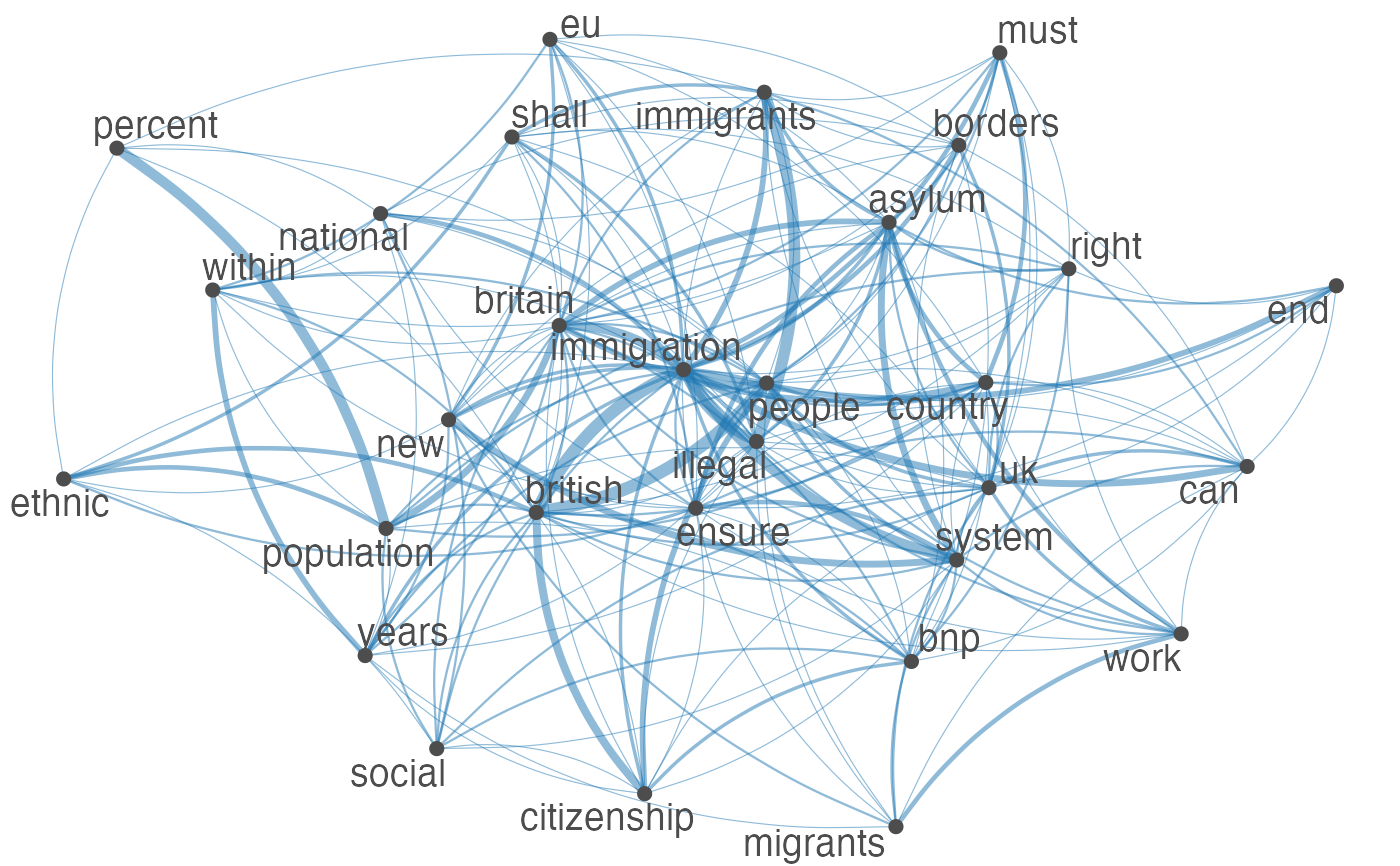 eu
must
shall
immigrants
borders
percent
asylum
national
within
right
britain
end
immigration
people
country
new
illegal
uk
british
can
ethnic
ensure
system
population
years
bnp
work
social
citizenship
migrants